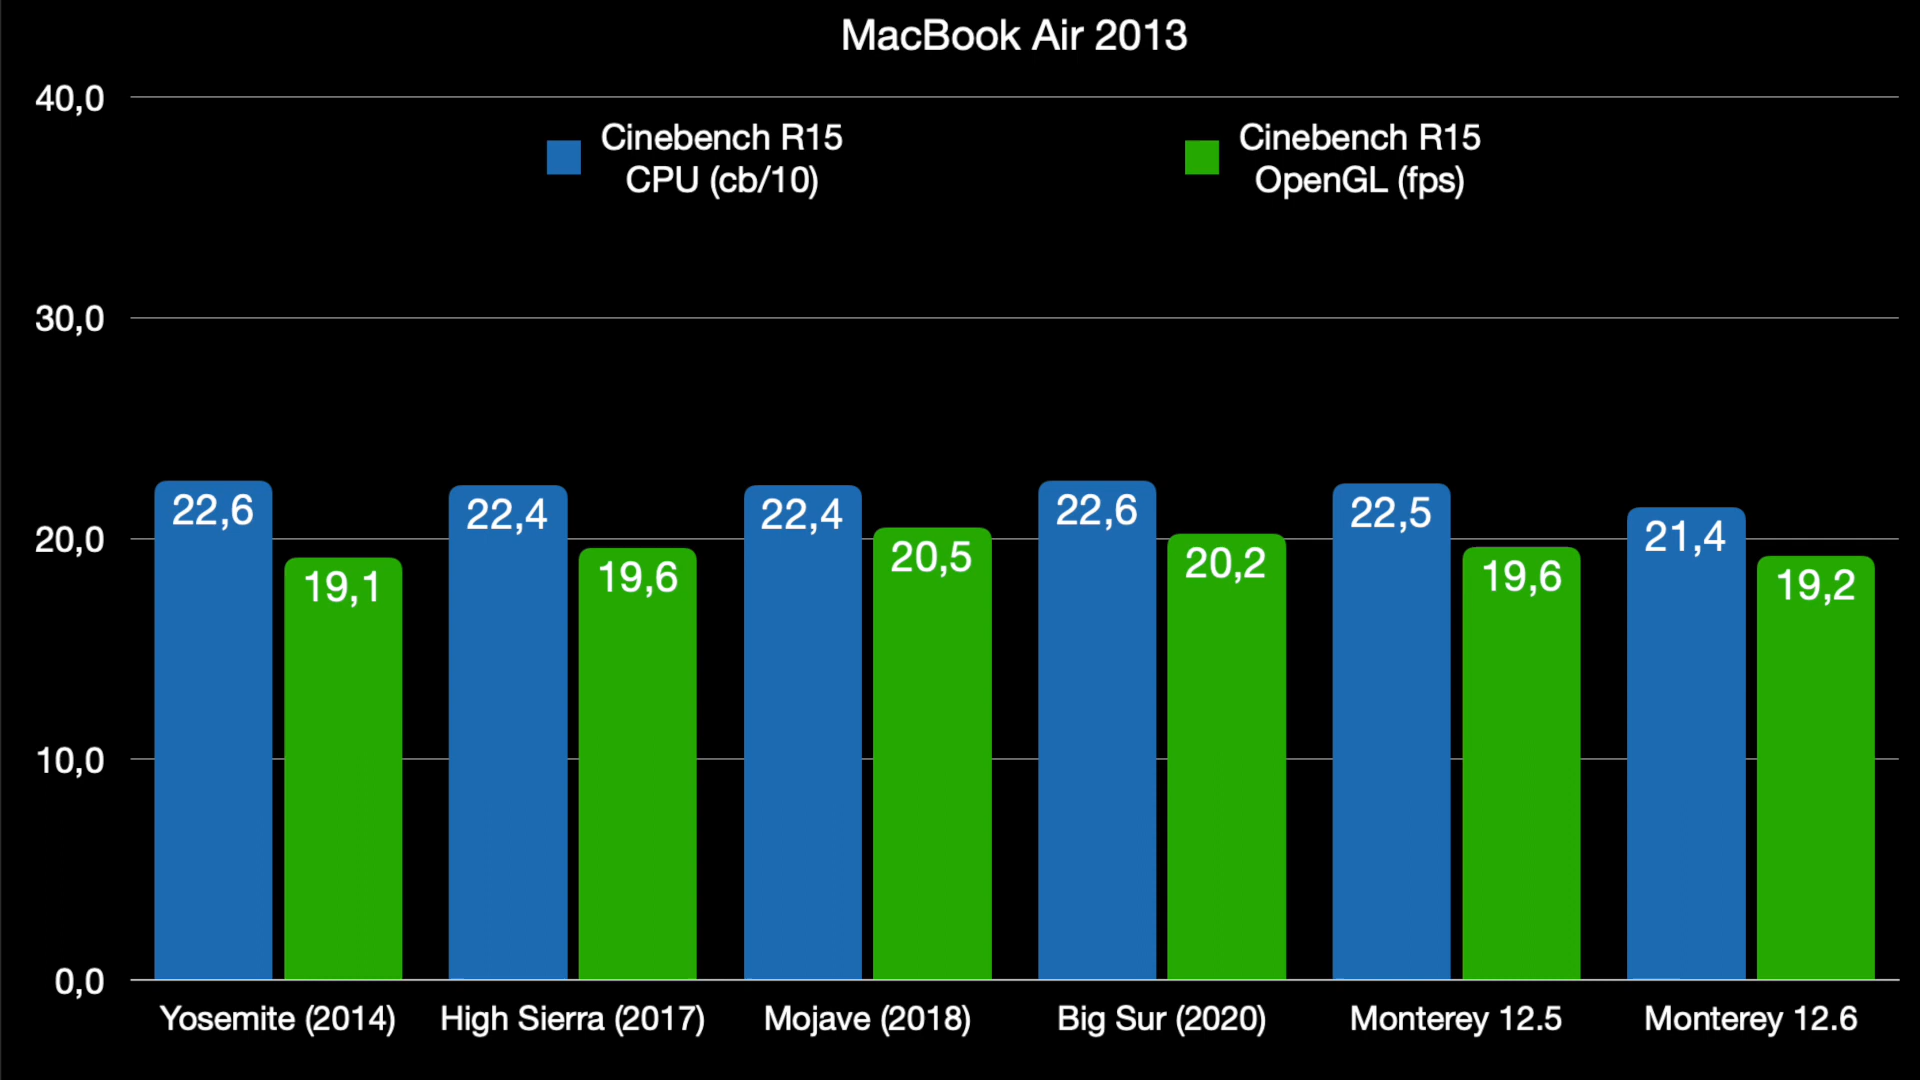 MacBook Air 2013
40,0
Cinebench R15
CPU (cb/10)
Cinebench R15
OpenGL (fps)
30,0
20,0
10,0
0,0
22,6
19,1
22,4
19,6
22,4
20,5
22,6
20,2
22,5
19,6
21,4
19,2
Yosemite (2014)
High Sierra (2017)
Mojave (2018)
Big Sur (2020)
Monterey 12.5
Monterey 12.6